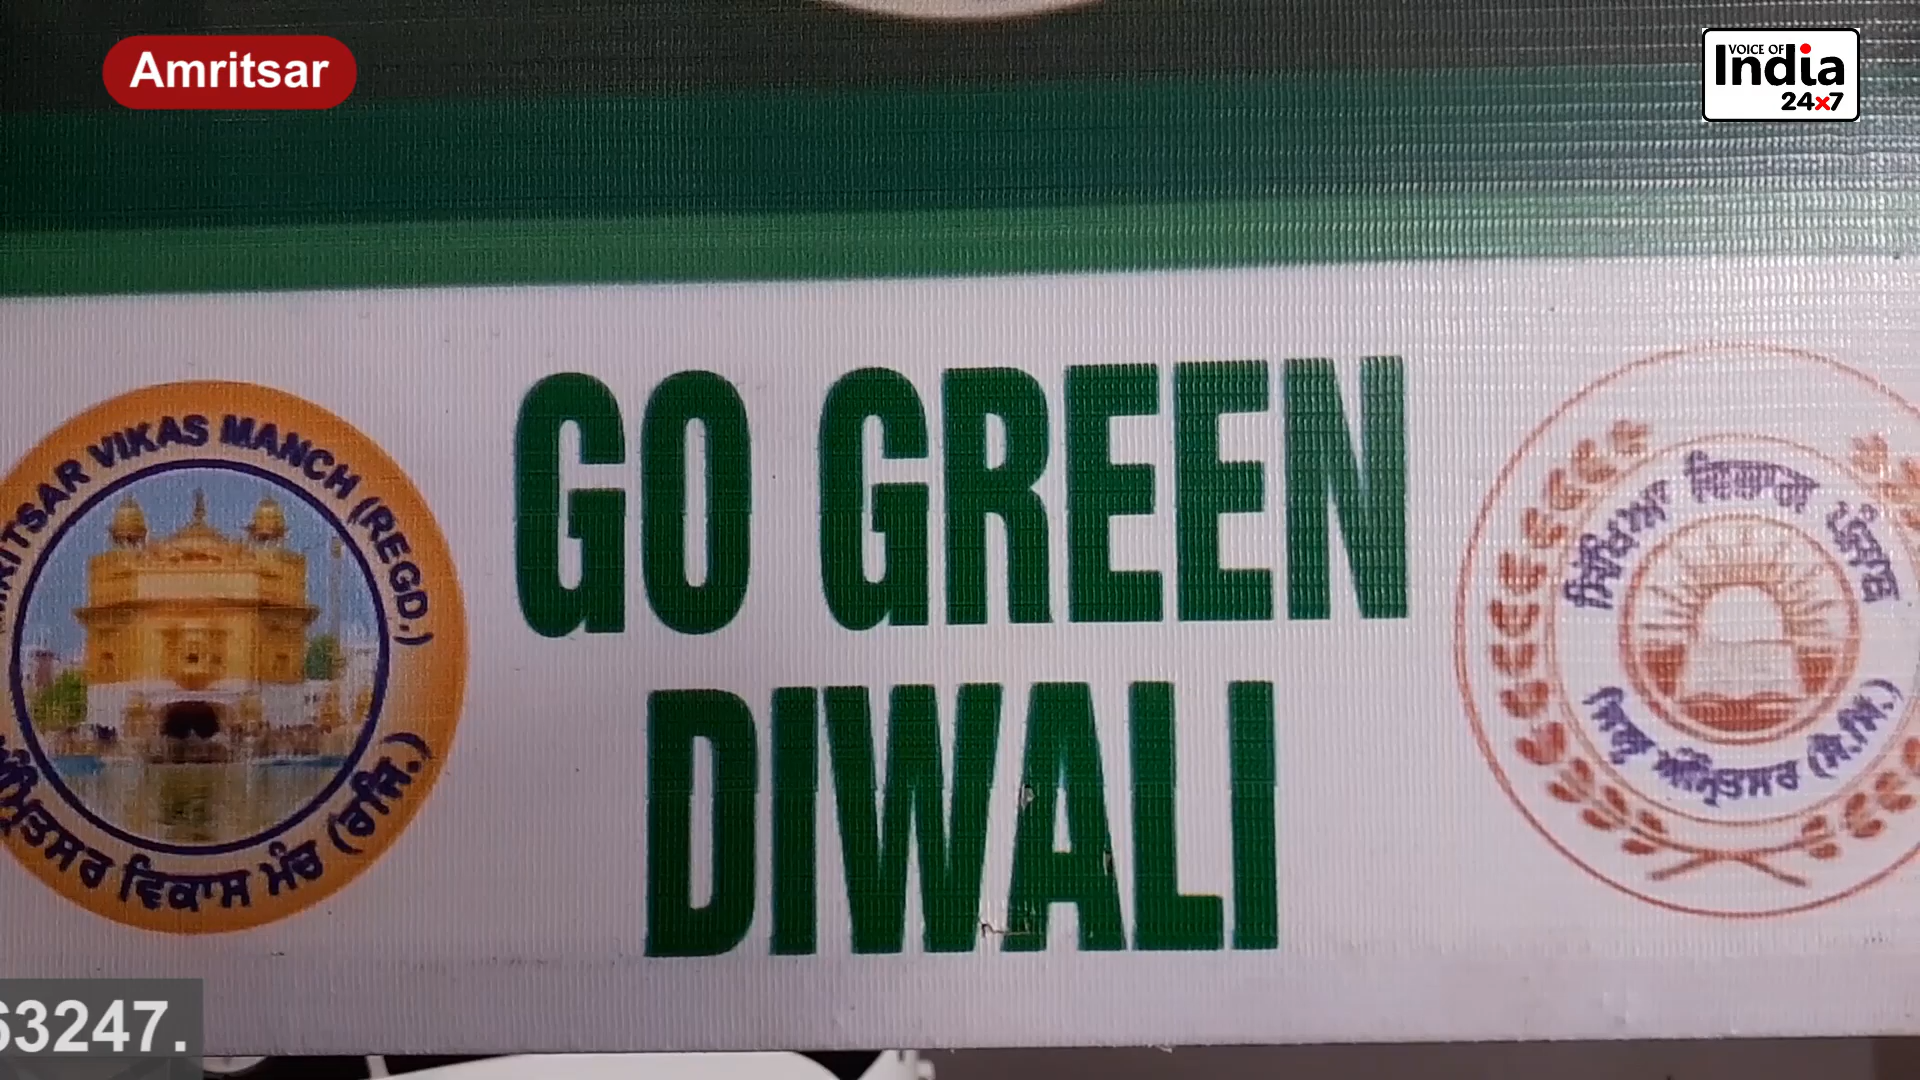 Amritsar
VOICE OF
India
24x7
AMRITSAR VIKAS MANCH (REGD.)
ਅੰਮ੍ਰਿਤਸਰ ਵਿਕਾਸ ਮੰਚ (ਰਜਿ.)
GO GREEN
DIWALI
ਸਿੱਖਿਆ ਵਿਭਾਗ ਪੰਜਾਬ
(ਜਿਲ੍ਹਾ ਅੰਮ੍ਰਿਤਸਰ (ਸੈ.ਸਿ.)
63247.